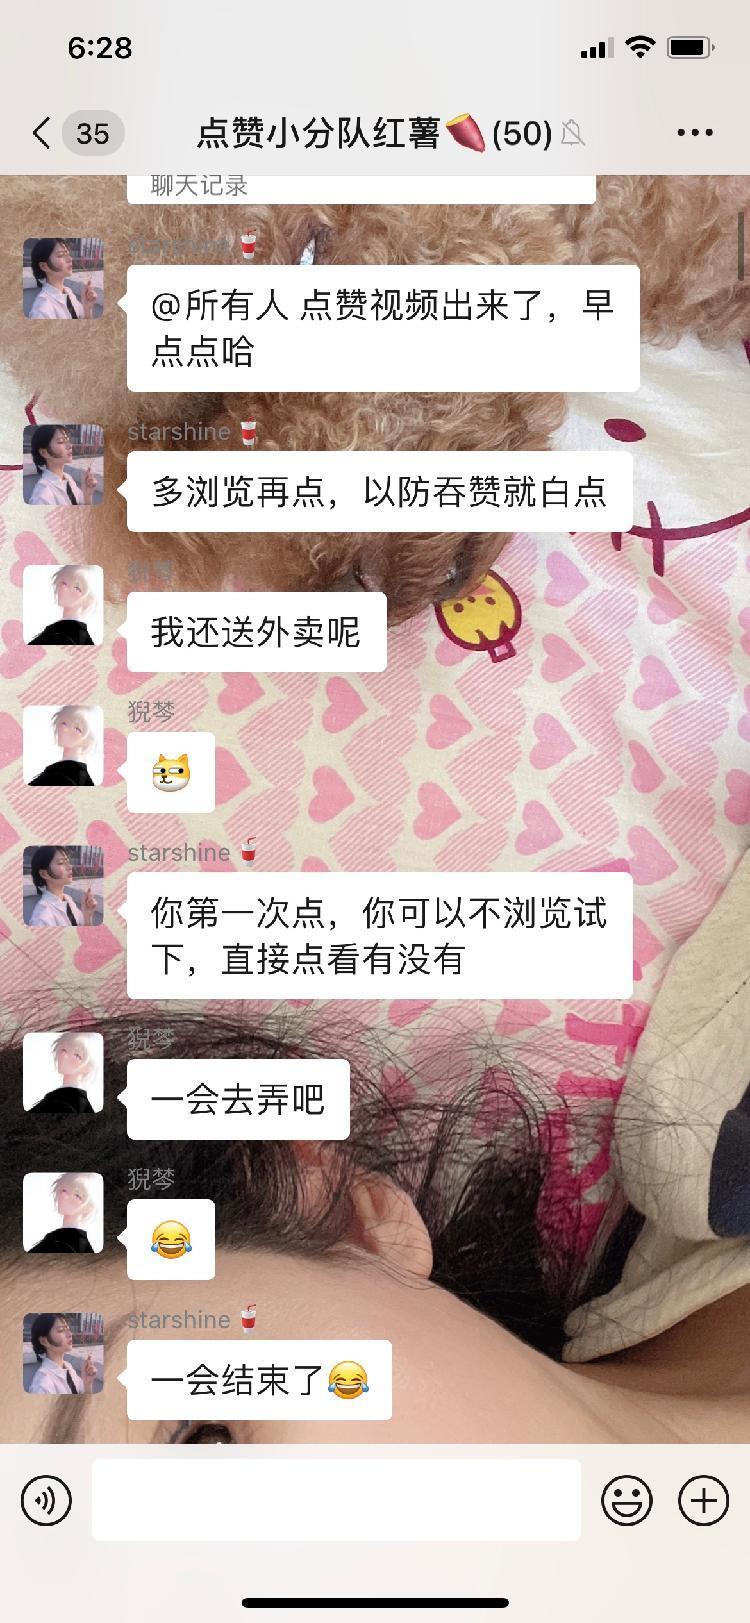 6:28
35
点赞小分队红薯🍠(50)
聊天记录
starshine🥤
@所有人 点赞视频出来了，早
点点哈
starshine🥤
多浏览再点，以防吞赞就白点
猊棽
我还送外卖呢
猊棽
starshine🥤
你第一次点，你可以不浏览试
下，直接点看有没有
猊棽
一会去弄吧
猊棽
😂
starshine🥤
一会结束了😂